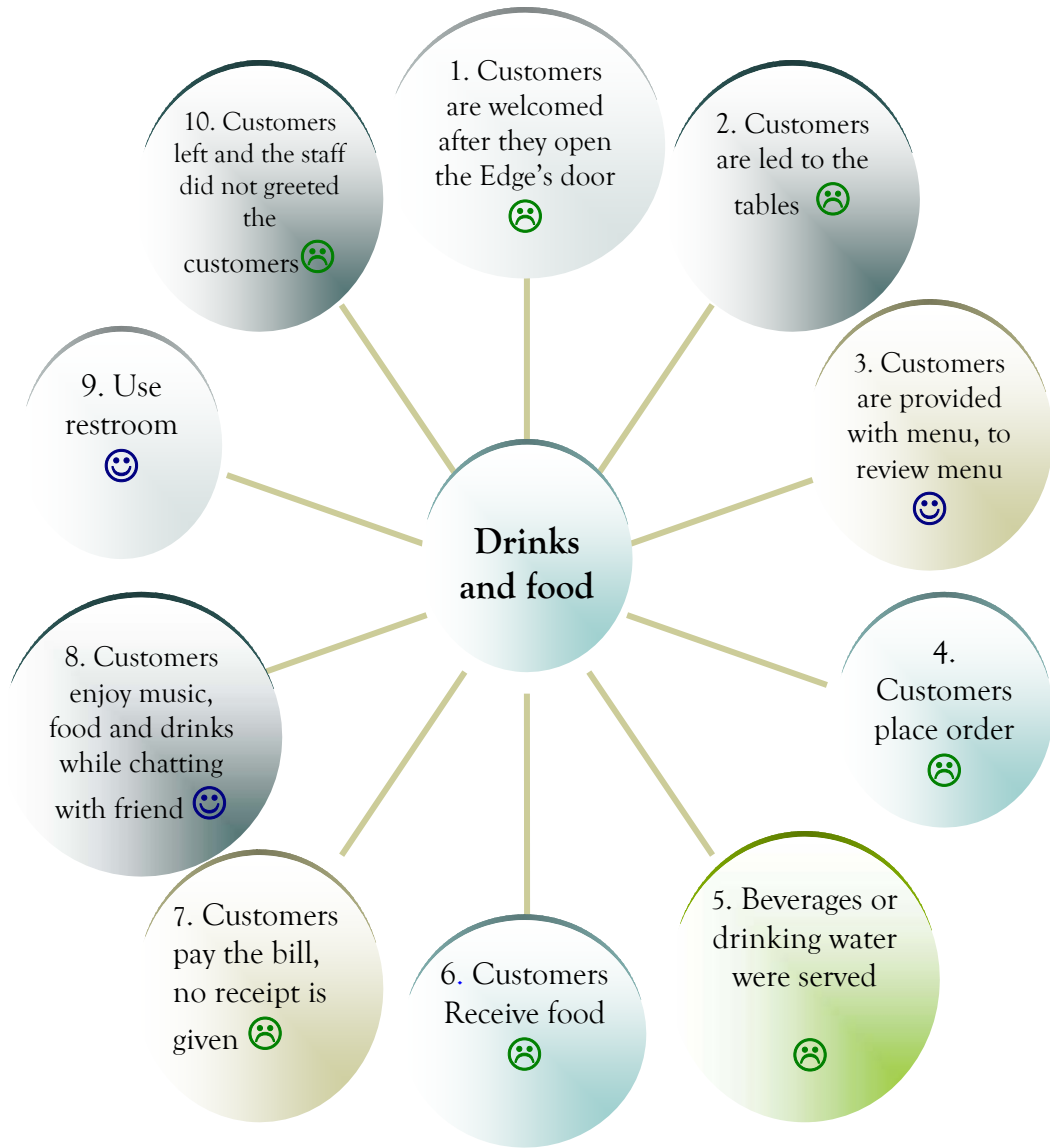 1. Customers
are welcomed
after they open
the Edge's door
2. Customers
are led to the
tables
3. Customers
are provided
with menu, to
review menu
4.
Customers
place order
5. Beverages or
drinking water
were served
6. Customers
Receive food
7. Customers
pay the bill,
no receipt is
given
8. Customers
enjoy music,
food and drinks
while chatting
with friend
9. Use
restroom
10. Customers
left and the staff
did not greeted
the
customers
Drinks
and food